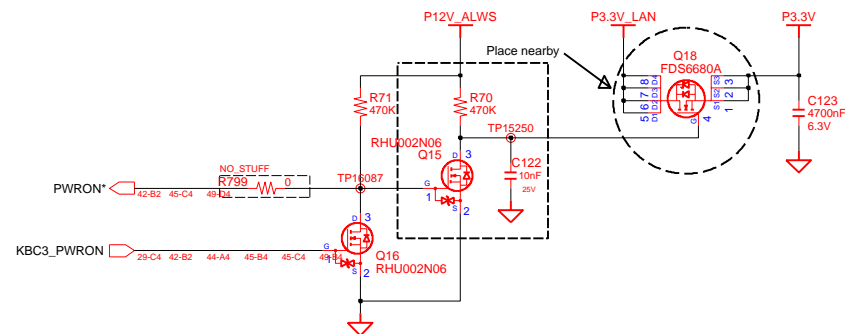 P12V_ALWS
P3.3V_LAN
P3.3V
Place nearby
Q18
FDS6680A
8 D4
7 D3
6 D2
5 D1
S3 3
S2 2
S1 1
G 4
C123
4700nF
6.3V
R71
470K
R70
470K
TP15250
RHU002N06
Q15
D 3
G
1
S 2
C122
10nF
25V
NO_STUFF
R799
0
TP16087
PWRON*
42-B2 45-C4 49-D4
D 3
G
1
S 2
Q16
RHU002N06
KBC3_PWRON
29-C4 42-B2 44-A4 45-B4 45-C4 49-B4